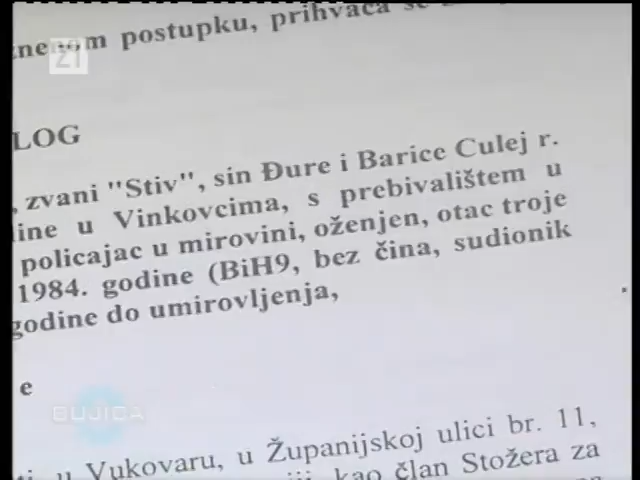 znenom postupku, prihvaća se
Z1
LOG
, zvani "Stiv", sin Đure i Barice Culej r.
ine u Vinkovcima, s prebivalištem u
policajac u mirovini, oženjen, otac troje
1984. godine (BiH9, bez čina, sudionik
godine do umirovljenja,
e
BUJICA
u Vukovaru, u Županijskoj ulici br. 11,
kao član Stožera za